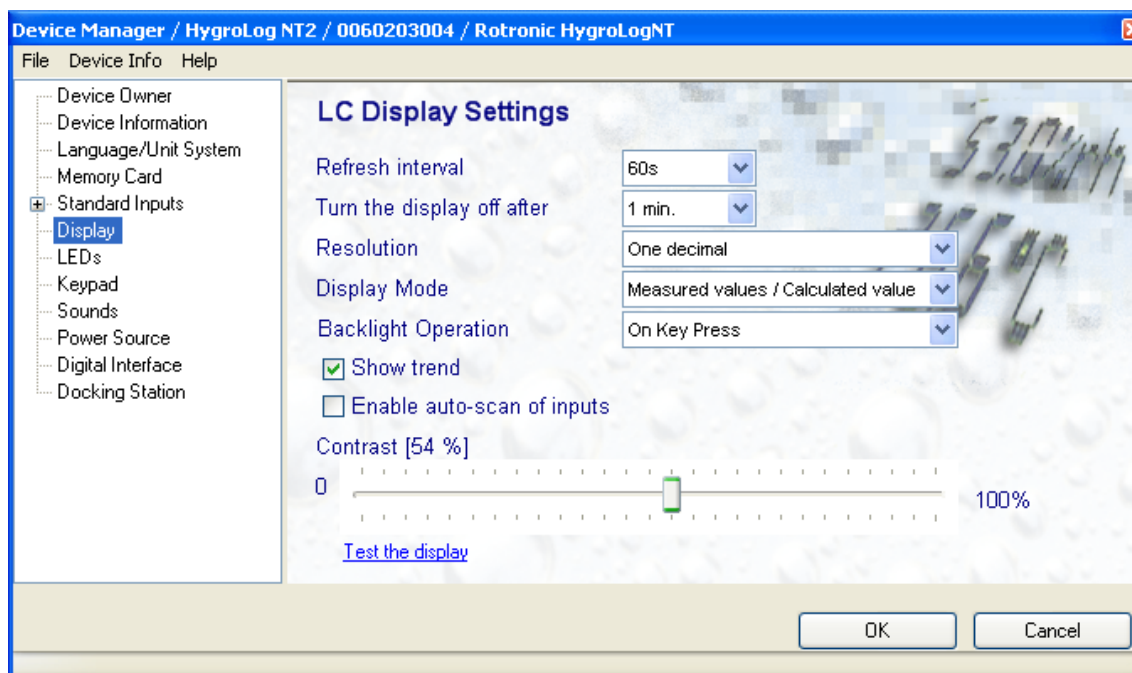 Device Manager / HygroLog NT2 / 0060203004 / Rotronic HygroLogNT
File Device Info Help
Device Owner
Device Information
Language/Unit System
Memory Card
Standard Inputs
Display
LEDs
Keypad
Sounds
Power Source
Digital Interface
Docking Station
LC Display Settings
Refresh interval 60s
Turn the display off after 1 min.
Resolution One decimal
Display Mode Measured values / Calculated value
Backlight Operation On Key Press
Show trend
Enable auto-scan of inputs
Contrast [54 %]
0 100%
Test the display
OK Cancel